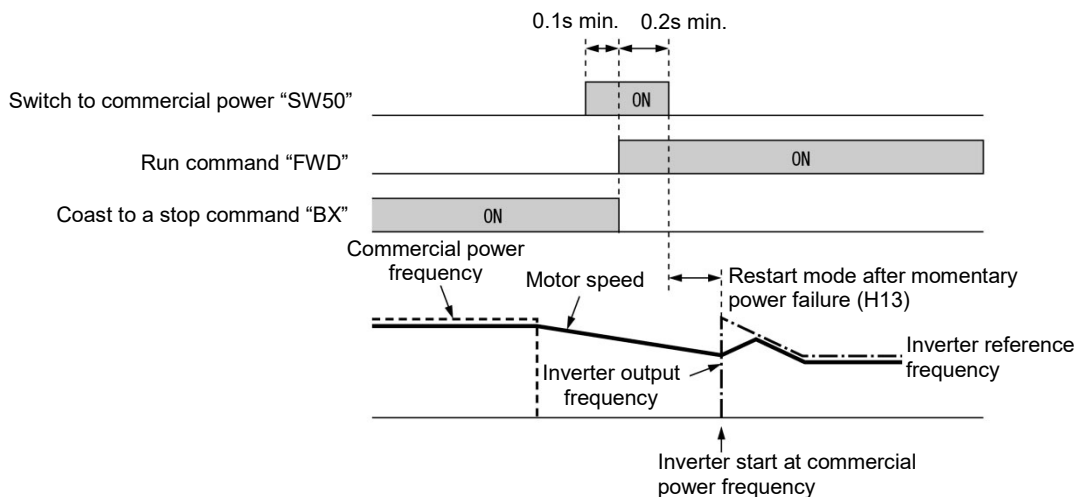 0.1s min.
0.2s min.
Switch to commercial power “SW50”
ON
Run command “FWD”
ON
Coast to a stop command “BX”
ON
Commercial power
frequency
Motor speed
Restart mode after momentary
power failure (H13)
Inverter output
frequency
Inverter reference
frequency
Inverter start at commercial
power frequency